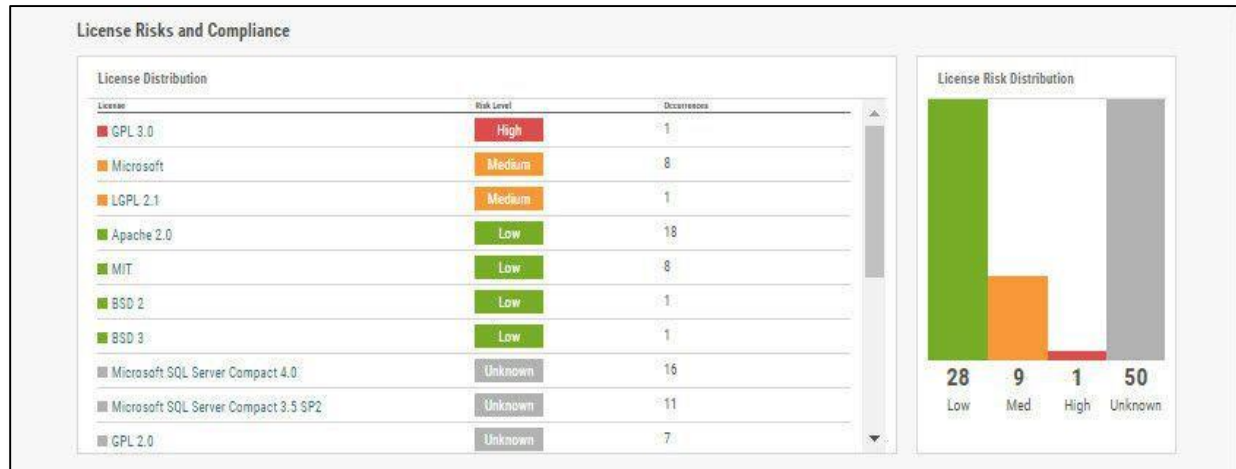 License Risks and Compliance
License Distribution
License Risk Level Occurrences
GPL 3.0 High 1
Microsoft Medium 8
LGPL 2.1 Medium 1
Apache 2.0 Low 18
MIT Low 8
BSD 2 Low 1
BSD 3 Low 1
Microsoft SQL Server Compact 4.0 Unknown 16
Microsoft SQL Server Compact 3.5 SP2 Unknown 11
GPL 2.0 Unknown 7
License Risk Distribution
28 9 1 50
Low Med High Unknown